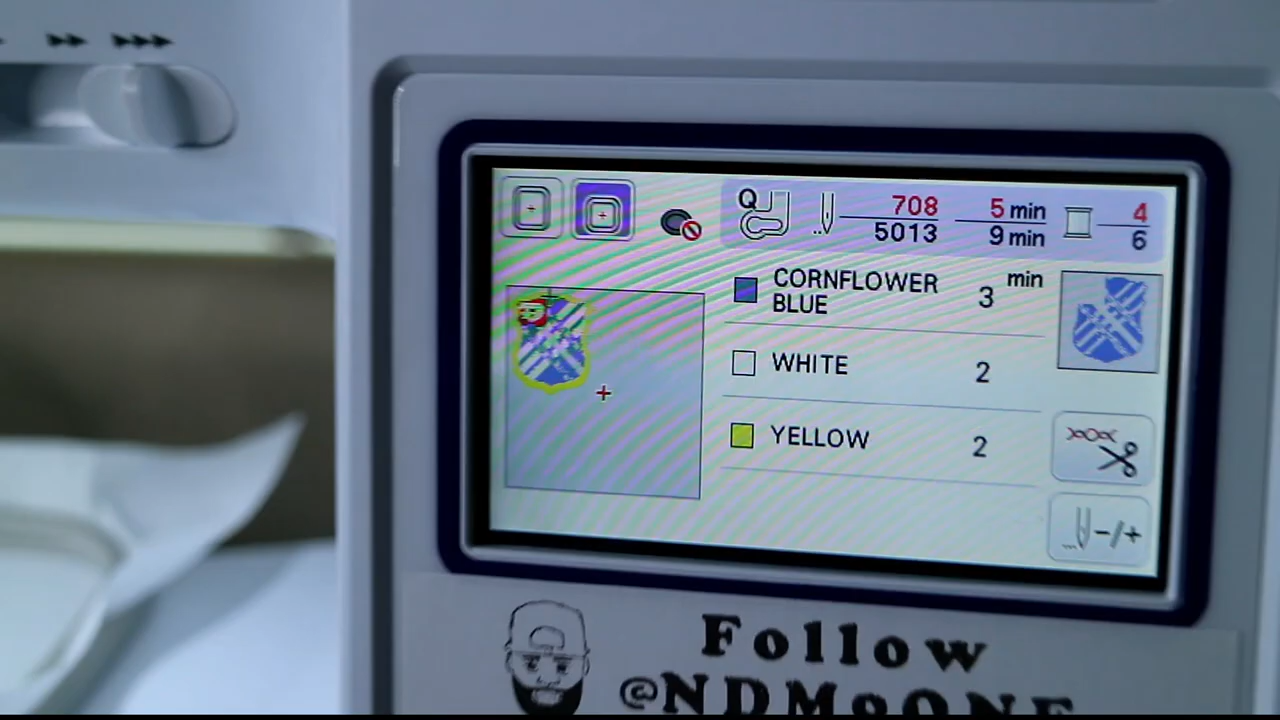 Q 708 5 min 4
5013 9 min 6
CORNFLOWER
BLUE 3 min
WHITE 2
YELLOW 2
-/+
Follow